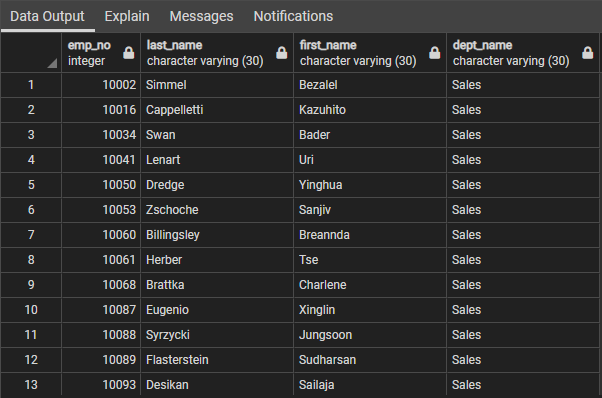 Data Output Explain Messages Notifications
emp_no last_name first_name dept_name
integer character varying (30) character varying (30) character varying (30)
1 10002 Simmel Bezalel Sales
2 10016 Cappelletti Kazuhito Sales
3 10034 Swan Bader Sales
4 10041 Lenart Uri Sales
5 10050 Dredge Yinghua Sales
6 10053 Zschoche Sanjiv Sales
7 10060 Billingsley Breannda Sales
8 10061 Herber Tse Sales
9 10068 Brattka Charlene Sales
10 10087 Eugenio Xinglin Sales
11 10088 Syrzycki Jungsoon Sales
12 10089 Flasterstein Sudharsan Sales
13 10093 Desikan Sailaja Sales